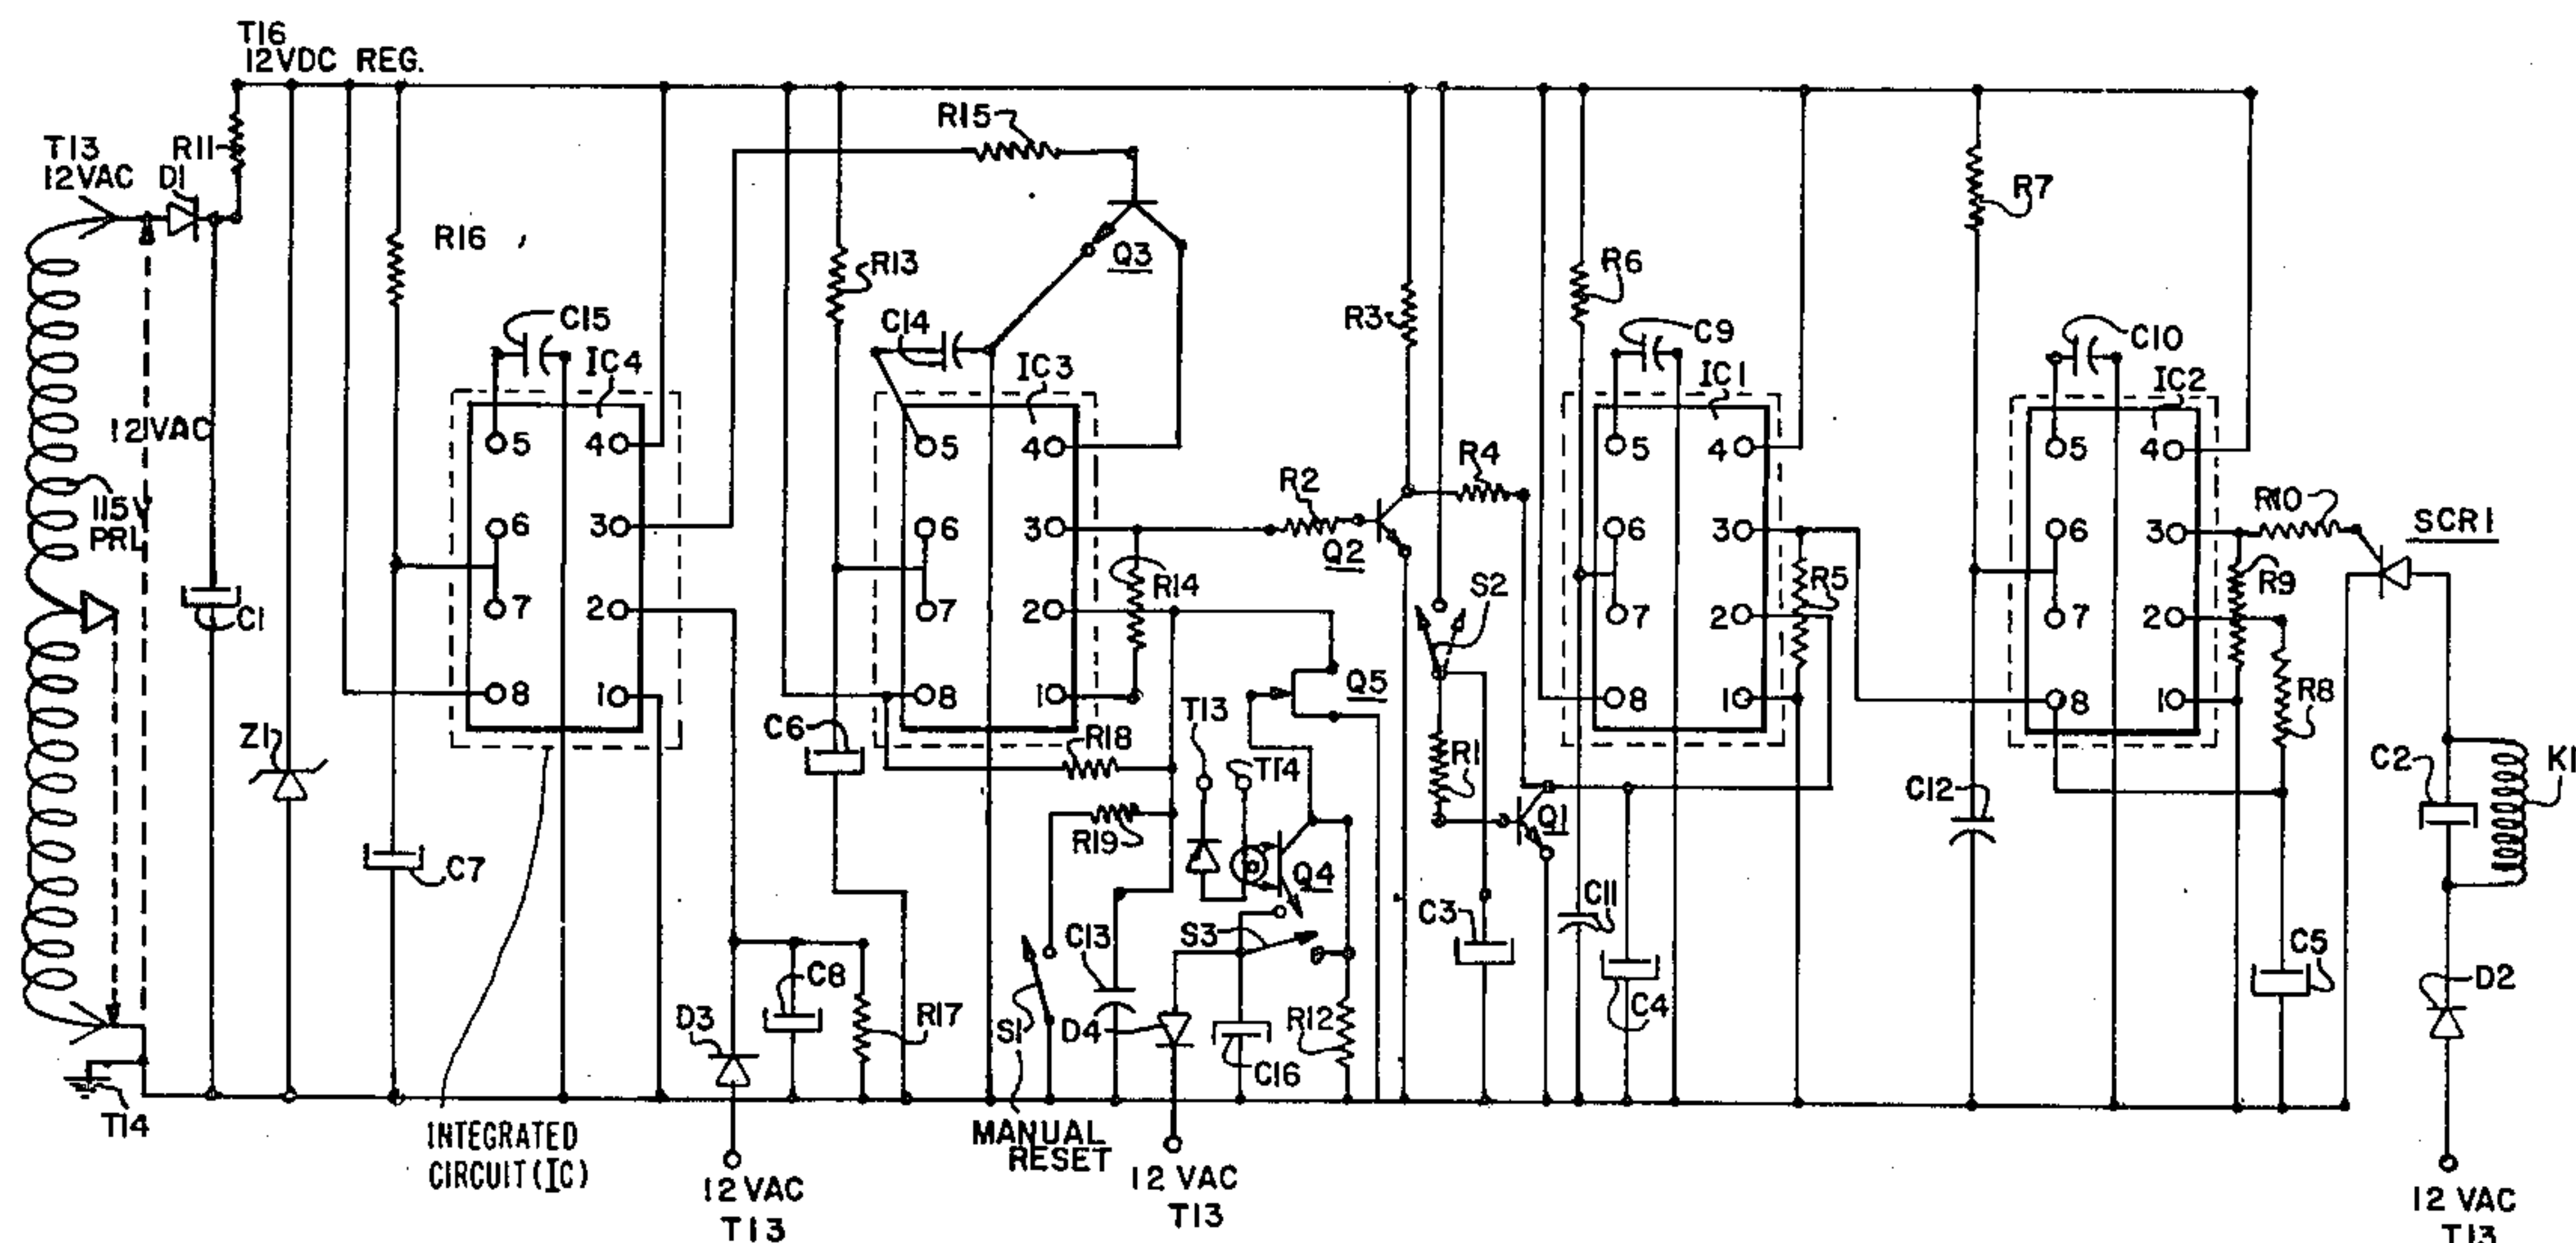 T16
12VDC REG.
T13
12VAC
R11
D1
12VAC
115V
PRI.
C1
T14
Z1
R16
C7
C15
IC4
5
6
7
8
4
3
2
1
INTEGRATED
CIRCUIT (IC)
D3
C8
R17
12 VAC
T13
R15
Q3
R13
C14
IC3
5
6
7
8
4
3
2
1
C6
R14
R18
R19
C13
S1
MANUAL
RESET
D4
12 VAC
T13
T13
T14
Q5
Q4
S3
C16
R12
R2
Q2
R3
R4
S2
R1
Q1
C3
R6
C9
IC1
5
6
7
8
4
3
2
1
R5
C11
C4
R7
C10
IC2
5
6
7
8
4
3
2
1
C12
R10
R9
R8
C5
SCR1
C2
K1
D2
12 VAC
T13